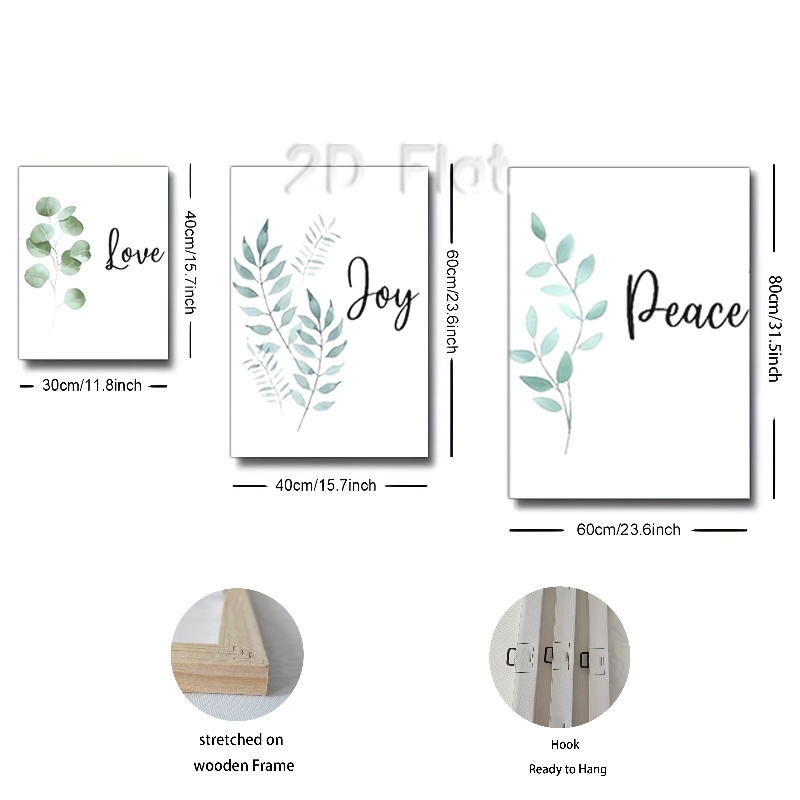 2D Flat
Love
40cm/15.7inch
30cm/11.8inch
Joy
60cm/23.6inch
40cm/15.7inch
Peace
80cm/31.5inch
60cm/23.6inch
stretched on
wooden Frame
Hook
Ready to Hang